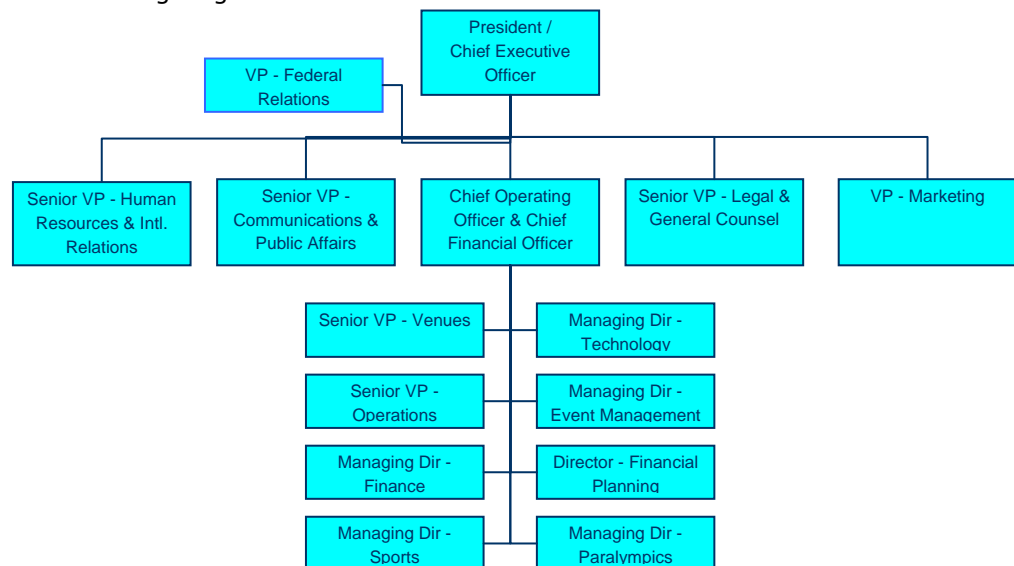 President /
Chief Executive
Officer
VP - Federal
Relations
Senior VP - Human
Resources & Intl.
Relations
Senior VP -
Communications &
Public Affairs
Chief Operating
Officer & Chief
Financial Officer
Senior VP - Legal &
General Counsel
VP - Marketing
Senior VP - Venues
Managing Dir -
Technology
Senior VP -
Operations
Managing Dir -
Event Management
Managing Dir -
Finance
Director - Financial
Planning
Managing Dir -
Sports
Managing Dir -
Paralympics